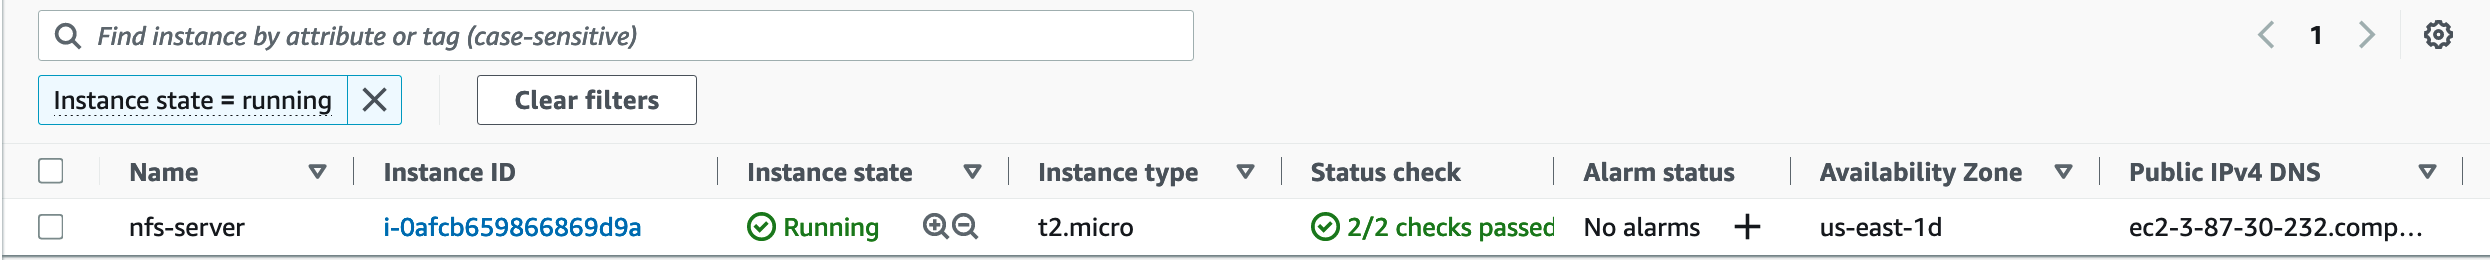 Find instance by attribute or tag (case-sensitive)
1
Instance state = running
Clear filters
Name Instance ID Instance state Instance type Status check Alarm status Availability Zone Public IPv4 DNS
nfs-server i-0afcb659866869d9a Running t2.micro 2/2 checks passed No alarms + us-east-1d ec2-3-87-30-232.comp...